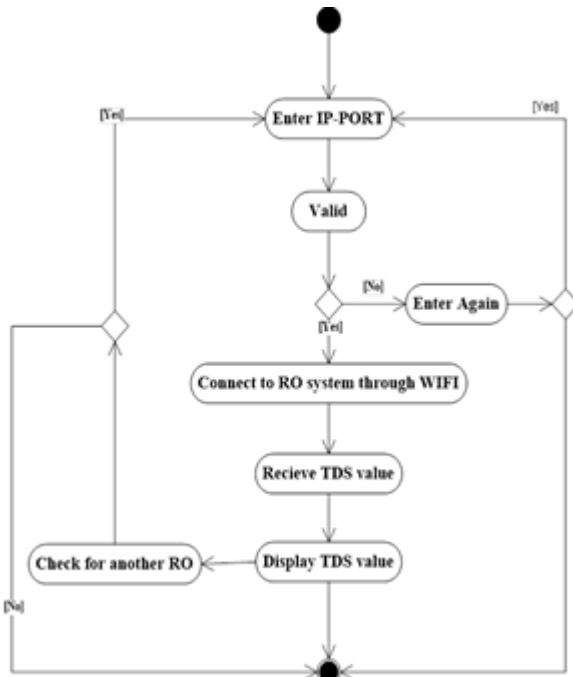 [Yes]
[Yes]
Enter IP-PORT
Valid
[No]
Enter Again
[Yes]
Connect to RO system through WIFI
Recieve TDS value
Check for another RO
Display TDS value
[No]